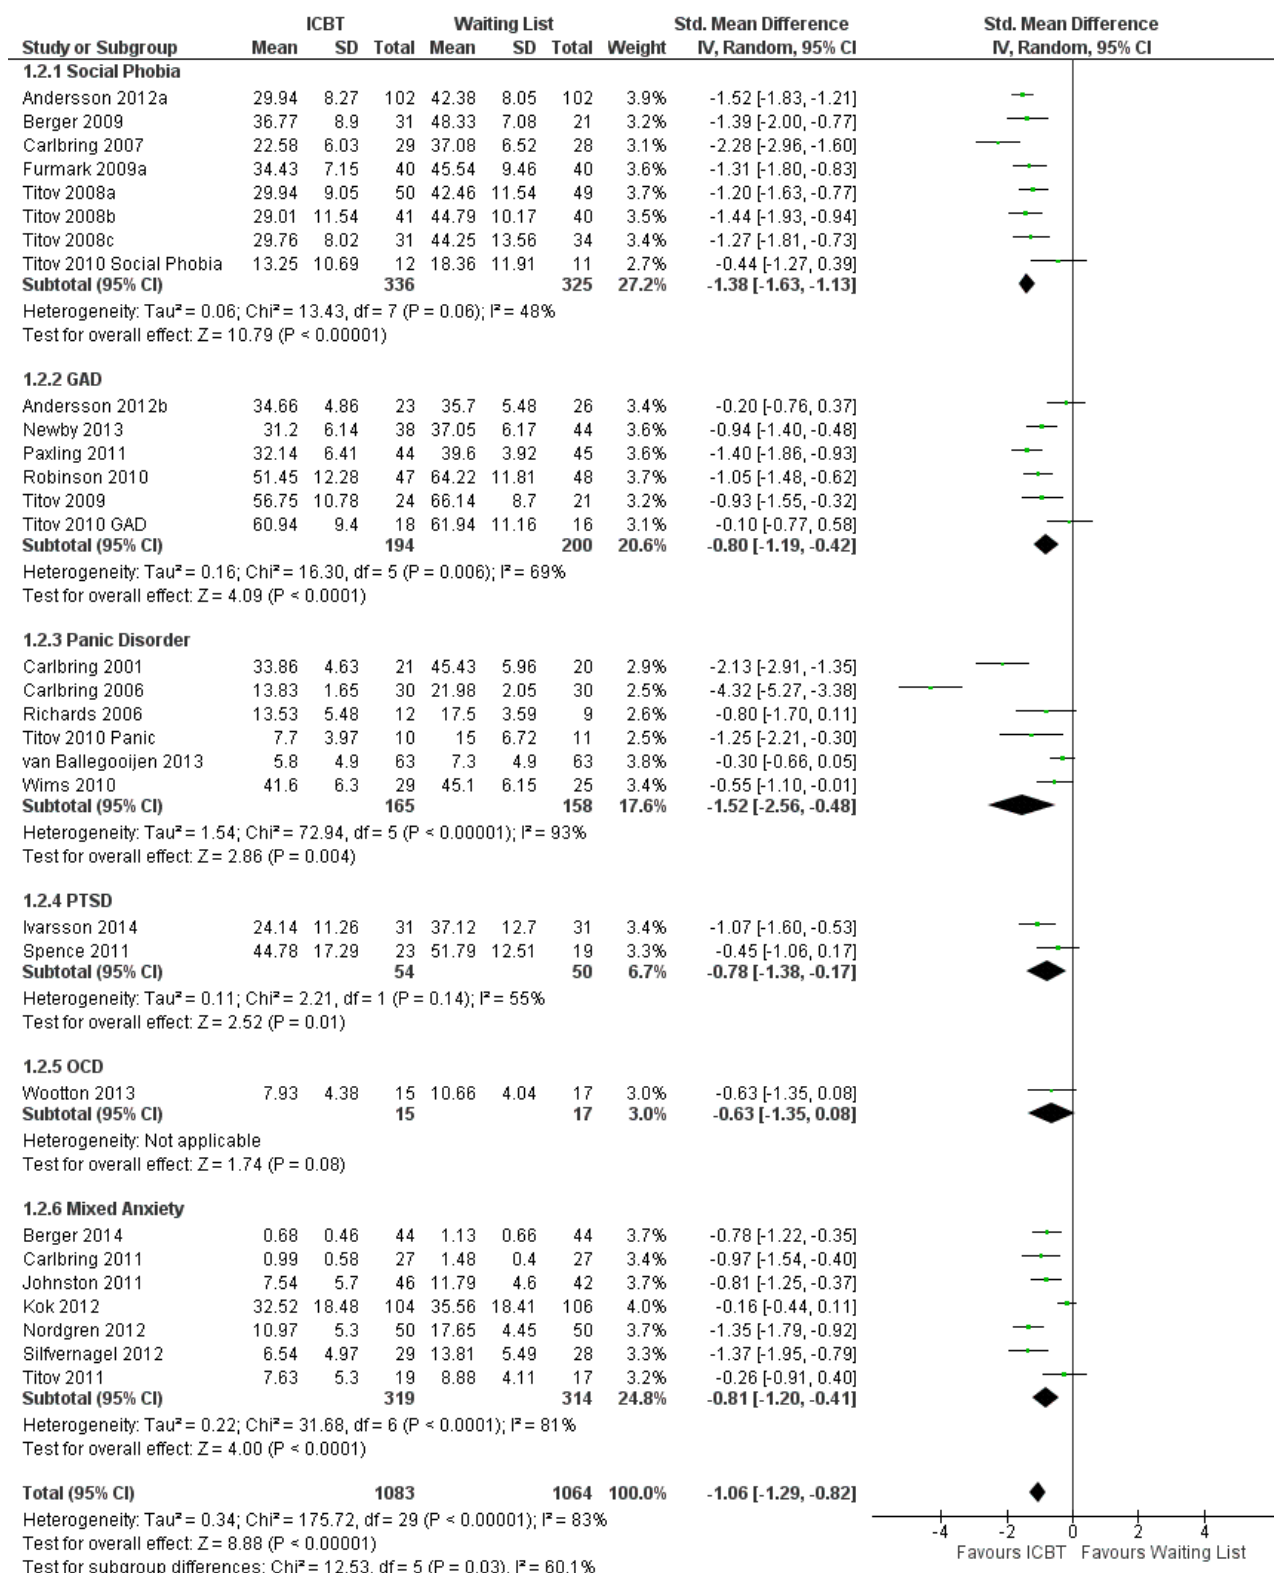 ICBT Waiting List Std. Mean Difference Std. Mean Difference
Study or Subgroup Mean SD Total Mean SD Total Weight IV, Random, 95% CI IV, Random, 95% CI
1.2.1 Social Phobia
Andersson 2012a 29.94 8.27 102 42.38 8.05 102 3.9% -1.52 [-1.83, -1.21]
Berger 2009 36.77 8.9 31 48.33 7.08 21 3.2% -1.39 [-2.00, -0.77]
Carlbring 2007 22.58 6.03 29 37.08 6.52 28 3.1% -2.28 [-2.96, -1.60]
Furmark 2009a 34.43 7.15 40 45.54 9.46 40 3.6% -1.31 [-1.80, -0.83]
Titov 2008a 29.94 9.05 50 42.46 11.54 49 3.7% -1.20 [-1.63, -0.77]
Titov 2008b 29.01 11.54 41 44.79 10.17 40 3.5% -1.44 [-1.93, -0.94]
Titov 2008c 29.76 8.02 31 44.25 13.56 34 3.4% -1.27 [-1.81, -0.73]
Titov 2010 Social Phobia 13.25 10.69 12 18.36 11.91 11 2.7% -0.44 [-1.27, 0.39]
Subtotal (95% CI) 336 325 27.2% -1.38 [-1.63, -1.13]
Heterogeneity: Tau² = 0.06; Chi² = 13.43, df = 7 (P = 0.06); I² = 48%
Test for overall effect: Z = 10.79 (P < 0.00001)
1.2.2 GAD
Andersson 2012b 34.66 4.86 23 35.7 5.48 26 3.4% -0.20 [-0.76, 0.37]
Newby 2013 31.2 6.14 38 37.05 6.17 44 3.6% -0.94 [-1.40, -0.48]
Paxling 2011 32.14 6.41 44 39.6 3.92 45 3.6% -1.40 [-1.86, -0.93]
Robinson 2010 51.45 12.28 47 64.22 11.81 48 3.7% -1.05 [-1.48, -0.62]
Titov 2009 56.75 10.78 24 66.14 8.7 21 3.2% -0.93 [-1.55, -0.32]
Titov 2010 GAD 60.94 9.4 18 61.94 11.16 16 3.1% -0.10 [-0.77, 0.58]
Subtotal (95% CI) 194 200 20.6% -0.80 [-1.19, -0.42]
Heterogeneity: Tau² = 0.16; Chi² = 16.30, df = 5 (P = 0.006); I² = 69%
Test for overall effect: Z = 4.09 (P < 0.0001)
1.2.3 Panic Disorder
Carlbring 2001 33.86 4.63 21 45.43 5.96 20 2.9% -2.13 [-2.91, -1.35]
Carlbring 2006 13.83 1.65 30 21.98 2.05 30 2.5% -4.32 [-5.27, -3.38]
Richards 2006 13.53 5.48 12 17.5 3.59 9 2.6% -0.80 [-1.70, 0.11]
Titov 2010 Panic 7.7 3.97 10 15 6.72 11 2.5% -1.25 [-2.21, -0.30]
van Ballegooijen 2013 5.8 4.9 63 7.3 4.9 63 3.8% -0.30 [-0.66, 0.05]
Wims 2010 41.6 6.3 29 45.1 6.15 25 3.4% -0.55 [-1.10, -0.01]
Subtotal (95% CI) 165 158 17.6% -1.52 [-2.56, -0.48]
Heterogeneity: Tau² = 1.54; Chi² = 72.94, df = 5 (P < 0.00001); I² = 93%
Test for overall effect: Z = 2.86 (P = 0.004)
1.2.4 PTSD
Ivarsson 2014 24.14 11.26 31 37.12 12.7 31 3.4% -1.07 [-1.60, -0.53]
Spence 2011 44.78 17.29 23 51.79 12.51 19 3.3% -0.45 [-1.06, 0.17]
Subtotal (95% CI) 54 50 6.7% -0.78 [-1.38, -0.17]
Heterogeneity: Tau² = 0.11; Chi² = 2.21, df = 1 (P = 0.14); I² = 55%
Test for overall effect: Z = 2.52 (P = 0.01)
1.2.5 OCD
Wootton 2013 7.93 4.38 15 10.66 4.04 17 3.0% -0.63 [-1.35, 0.08]
Subtotal (95% CI) 15 17 3.0% -0.63 [-1.35, 0.08]
Heterogeneity: Not applicable
Test for overall effect: Z = 1.74 (P = 0.08)
1.2.6 Mixed Anxiety
Berger 2014 0.68 0.46 44 1.13 0.66 44 3.7% -0.78 [-1.22, -0.35]
Carlbring 2011 0.99 0.58 27 1.48 0.4 27 3.4% -0.97 [-1.54, -0.40]
Johnston 2011 7.54 5.7 46 11.79 4.6 42 3.7% -0.81 [-1.25, -0.37]
Kok 2012 32.52 18.48 104 35.56 18.41 106 4.0% -0.16 [-0.44, 0.11]
Nordgren 2012 10.97 5.3 50 17.65 4.45 50 3.7% -1.35 [-1.79, -0.92]
Silfvernagel 2012 6.54 4.97 29 13.81 5.49 28 3.3% -1.37 [-1.95, -0.79]
Titov 2011 7.63 5.3 19 8.88 4.11 17 3.2% -0.26 [-0.91, 0.40]
Subtotal (95% CI) 319 314 24.8% -0.81 [-1.20, -0.41]
Heterogeneity: Tau² = 0.22; Chi² = 31.68, df = 6 (P < 0.0001); I² = 81%
Test for overall effect: Z = 4.00 (P < 0.0001)
Total (95% CI) 1083 1064 100.0% -1.06 [-1.29, -0.82]
Heterogeneity: Tau² = 0.34; Chi² = 175.72, df = 29 (P < 0.00001); I² = 83%
Test for overall effect: Z = 8.88 (P < 0.00001)
Test for subgroup differences: Chi² = 12.53, df = 5 (P = 0.03), I² = 60.1%
-4 -2 0 2 4
Favours ICBT Favours Waiting List